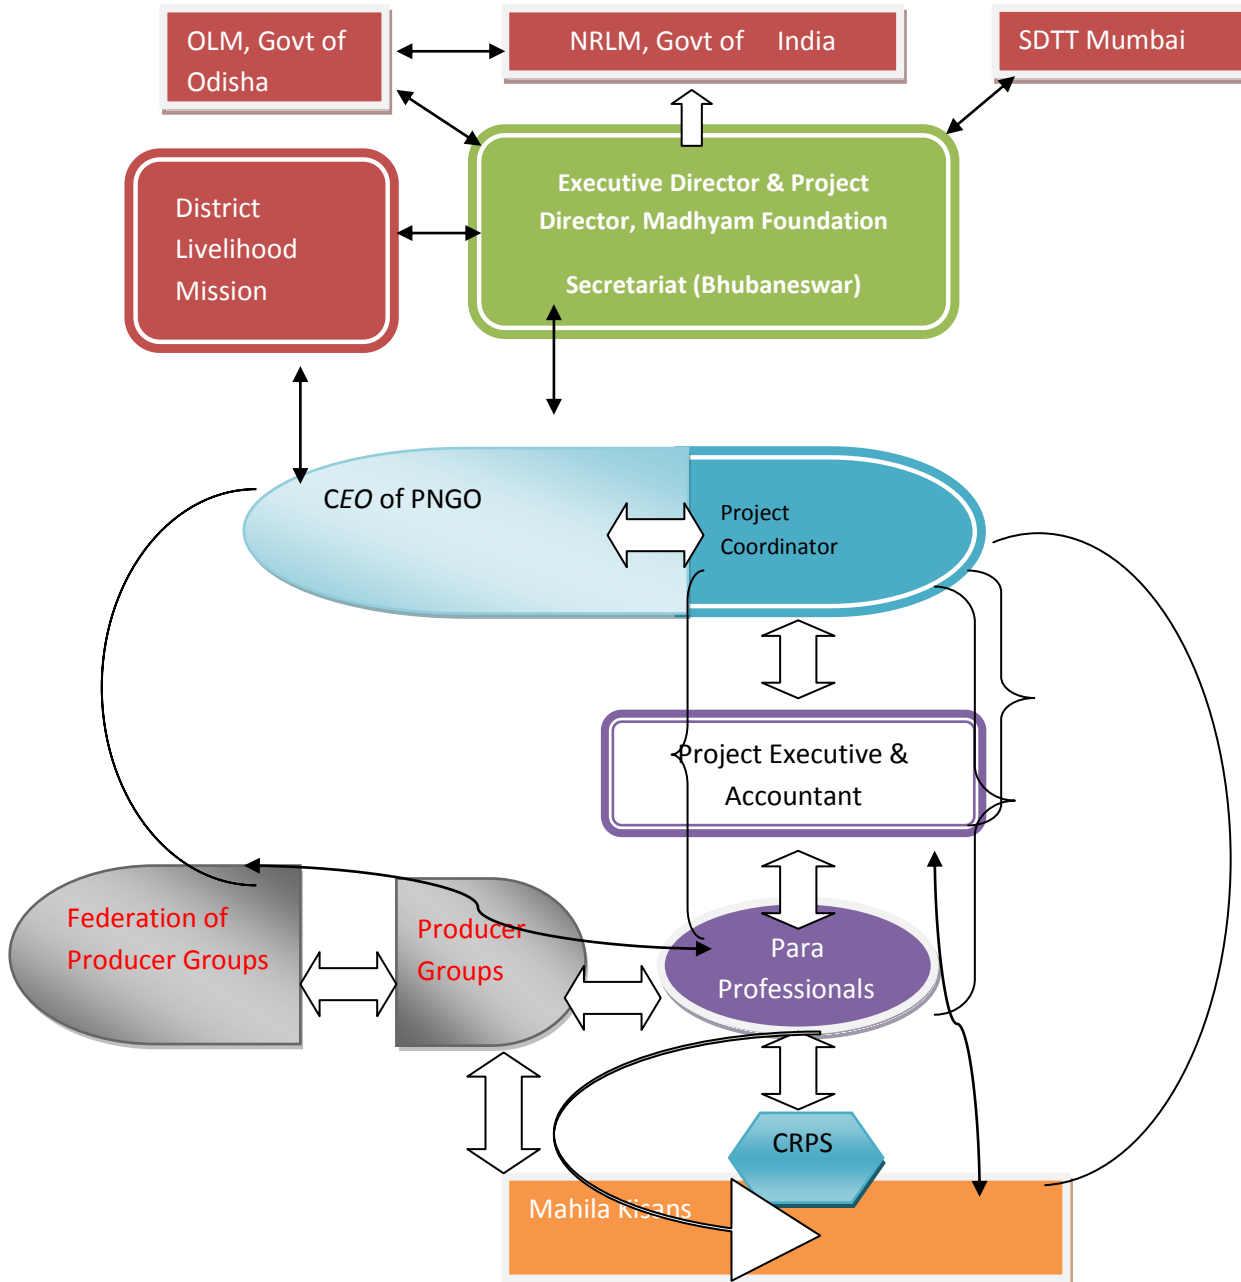 OLM, Govt of
Odisha
NRLM, Govt of India
SDTT Mumbai
District
Livelihood
Mission
Executive Director & Project
Director, Madhyam Foundation
Secretariat (Bhubaneswar)
CEO of PNGO
Project
Coordinator
Project Executive &
Accountant
Federation of
Producer Groups
Producer
Groups
Para
Professionals
CRPS
Mahila Kisans